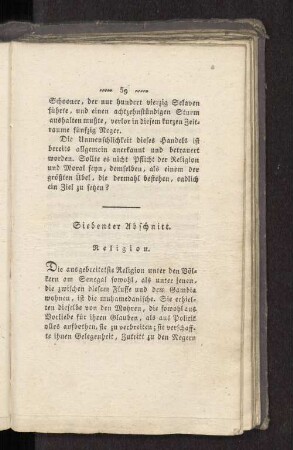 59
Schooner, der nur hundert vierzig Sclaven
führte, und einen achtzehnstündigen Sturm
aushalten mußte, verlor in diesem kurzen Zeit-
raume fünfzig Neger.
Die Unmenschlichkeit dieses Handels ist
bereits allgemein anerkannt und betrauert
worden. Sollte es nicht Pflicht der Religion
und Moral seyn, demselben, als einem der
größten Übel, die dermahl bestehen, endlich
ein Ziel zu setzen?
Siebenter Abschnitt.
Religion.
Die ausgebreitetste Religion unter den Völ-
kern am Senegal sowohl, als unter jenen,
die zwischen diesem Flusse und dem Gambia
wohnen, ist die muhamedanische. Sie erhiel-
ten dieselbe von den Mohren, die sowohl aus
Vorliebe für ihren Glauben, als aus Politik
alles aufbothen, sie zu verbreiten; sie verschaff-
te ihnen Gelegenheit, Zutritt zu den Negern